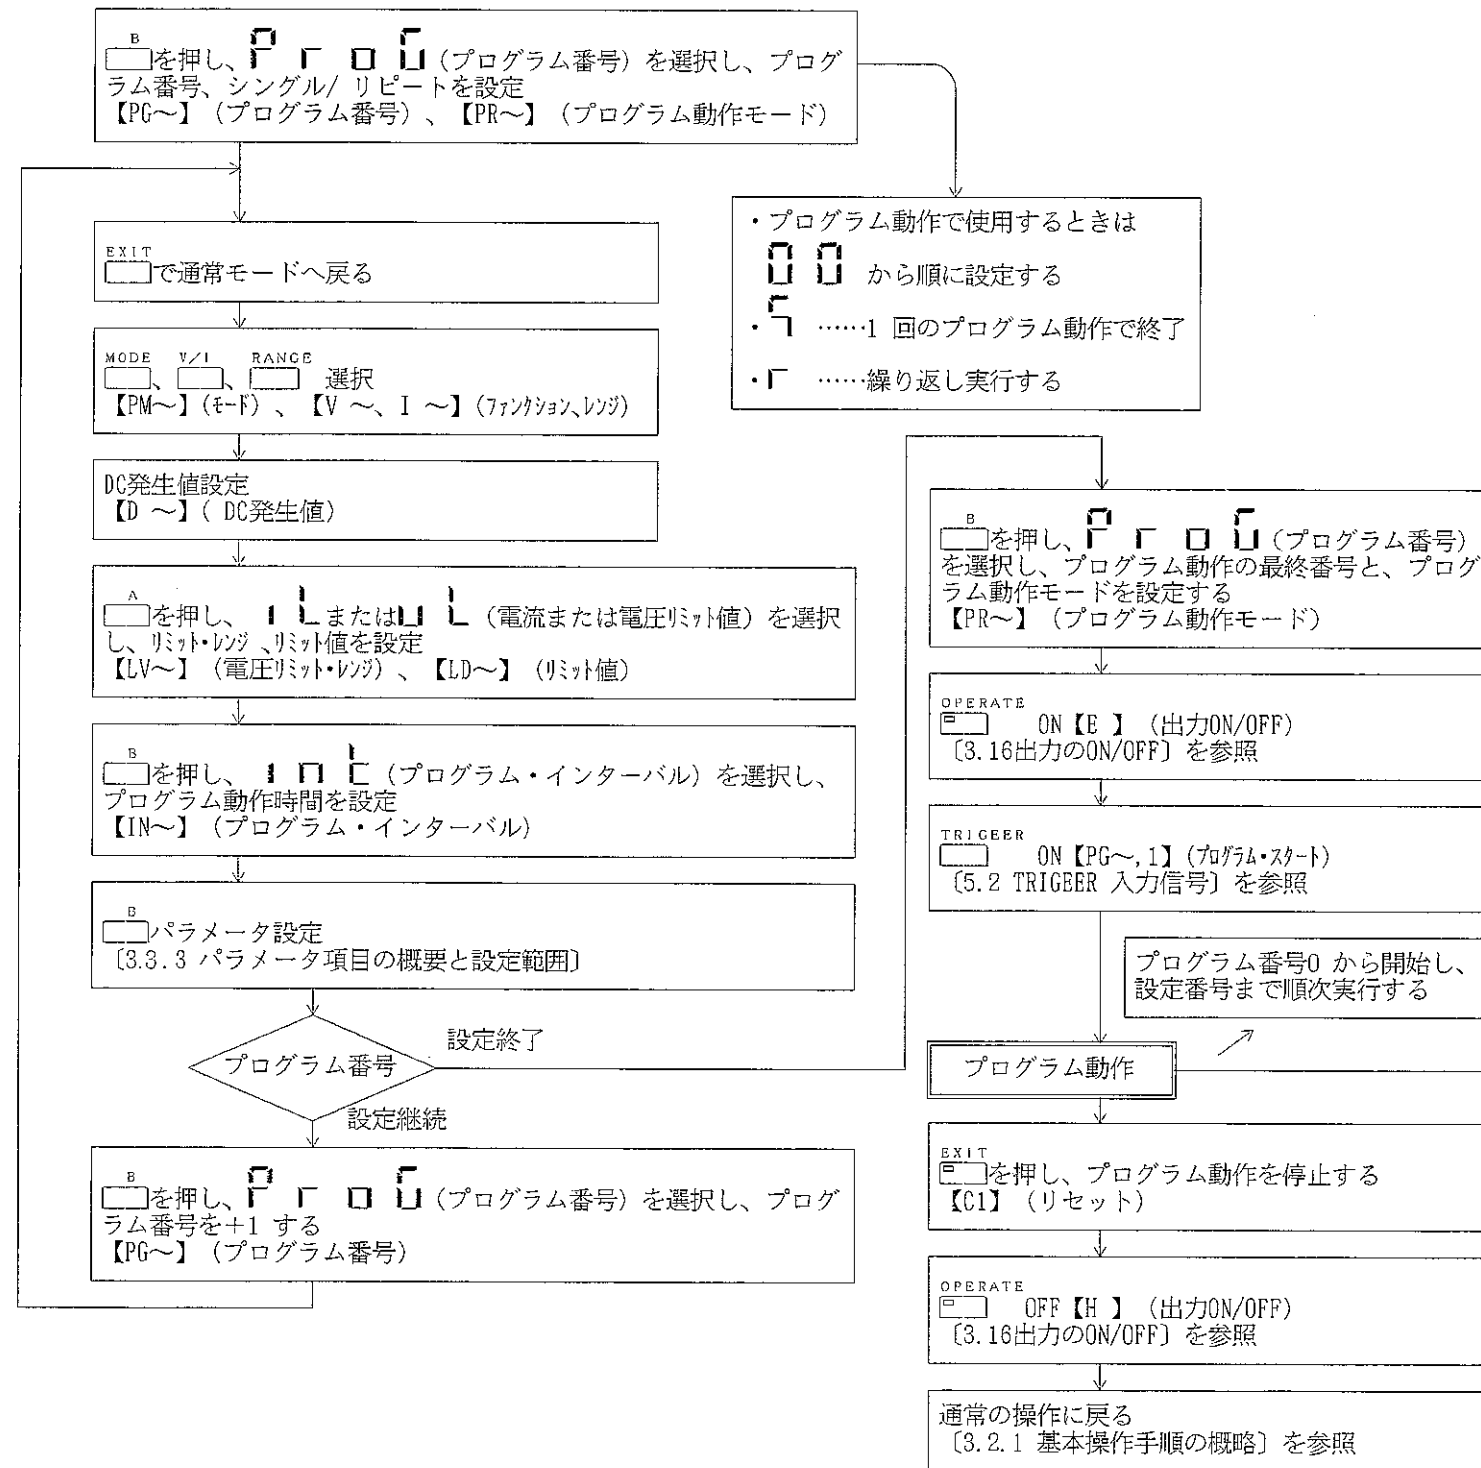 B
を押し、ProG(プログラム番号)を選択し、プログ
ラム番号、シングル/ リピートを設定
【PG～】(プログラム番号)、【PR～】(プログラム動作モード)
・プログラム動作で使用するときは
00 から順に設定する
・S ……1 回のプログラム動作で終了
・r ……繰り返し実行する
EXIT
で通常モードへ戻る
MODE V/I RANGE
、、 選択
【PM～】(モード)、【V ～、I ～】(ファンクション、レンジ)
DC発生値設定
【D ～】( DC発生値)
A
を押し、 iLまたはuL (電流または電圧リミット値)を選択
し、リミット・レンジ、リミット値を設定
【LV～】(電圧リミット・レンジ)、【LD～】(リミット値)
B
を押し、 int (プログラム・インターバル)を選択し、
プログラム動作時間を設定
【IN～】(プログラム・インターバル)
B
パラメータ設定
〔3.3.3 パラメータ項目の概要と設定範囲〕
プログラム番号
設定終了
設定継続
B
を押し、ProG(プログラム番号)を選択し、プログ
ラム番号を+1 する
【PG～】(プログラム番号)
B
を押し、ProG(プログラム番号)
を選択し、プログラム動作の最終番号と、プログ
ラム動作モードを設定する
【PR～】(プログラム動作モード)
OPERATE
ON【E 】(出力ON/OFF)
〔3.16出力のON/OFF〕を参照
TRIGEER
ON【PG～,1】(プログラム・スタート)
〔5.2 TRIGEER 入力信号〕を参照
プログラム番号0 から開始し、
設定番号まで順次実行する
プログラム動作
EXIT
を押し、プログラム動作を停止する
【C1】(リセット)
OPERATE
OFF【H 】(出力ON/OFF)
〔3.16出力のON/OFF〕を参照
通常の操作に戻る
〔3.2.1 基本操作手順の概略〕を参照